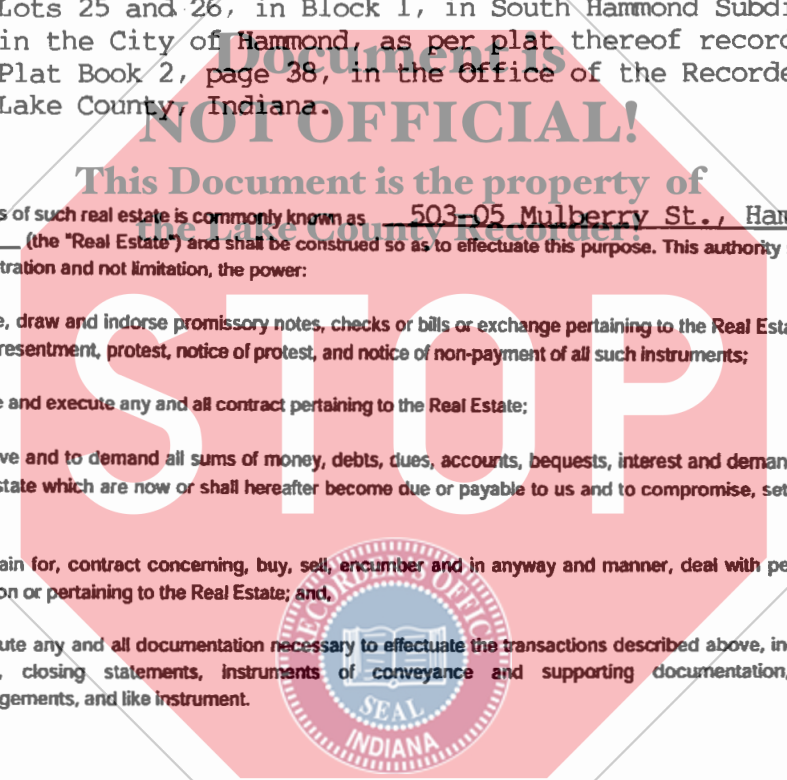 Lots 25 and 26, in Block 1, in South Hammond Subdi
in the City of Hammond, as per plat thereof recor
Document is
Plat Book 2, page 38, in the Office of the Recorde
Lake County, Indiana.
NOT OFFICIAL!
This Document is the property of
s of such real estate is commonly known as 503-05 Mulberry St., Ham
the Lake County Recorder!
(the "Real Estate") and shall be construed so as to effectuate this purpose. This authority
tration and not limitation, the power:
e, draw and indorse promissory notes, checks or bills or exchange pertaining to the Real Esta
resentment, protest, notice of protest, and notice of non-payment of all such instruments;
STOP
e and execute any and all contract pertaining to the Real Estate;
ve and to demand all sums of money, debts, dues, accounts, bequests, interest and deman
state which are now or shall hereafter become due or payable to us and to compromise, set
ain for, contract concerning, buy, sell, encumber and in anyway and manner, deal with pe
on or pertaining to the Real Estate; and,
RECORDER'S OFFICE
ute any and all documentation necessary to effectuate the transactions described above, in
, closing statements, instruments of conveyance and supporting documentation,
gements, and like instrument.
SEAL
INDIANA